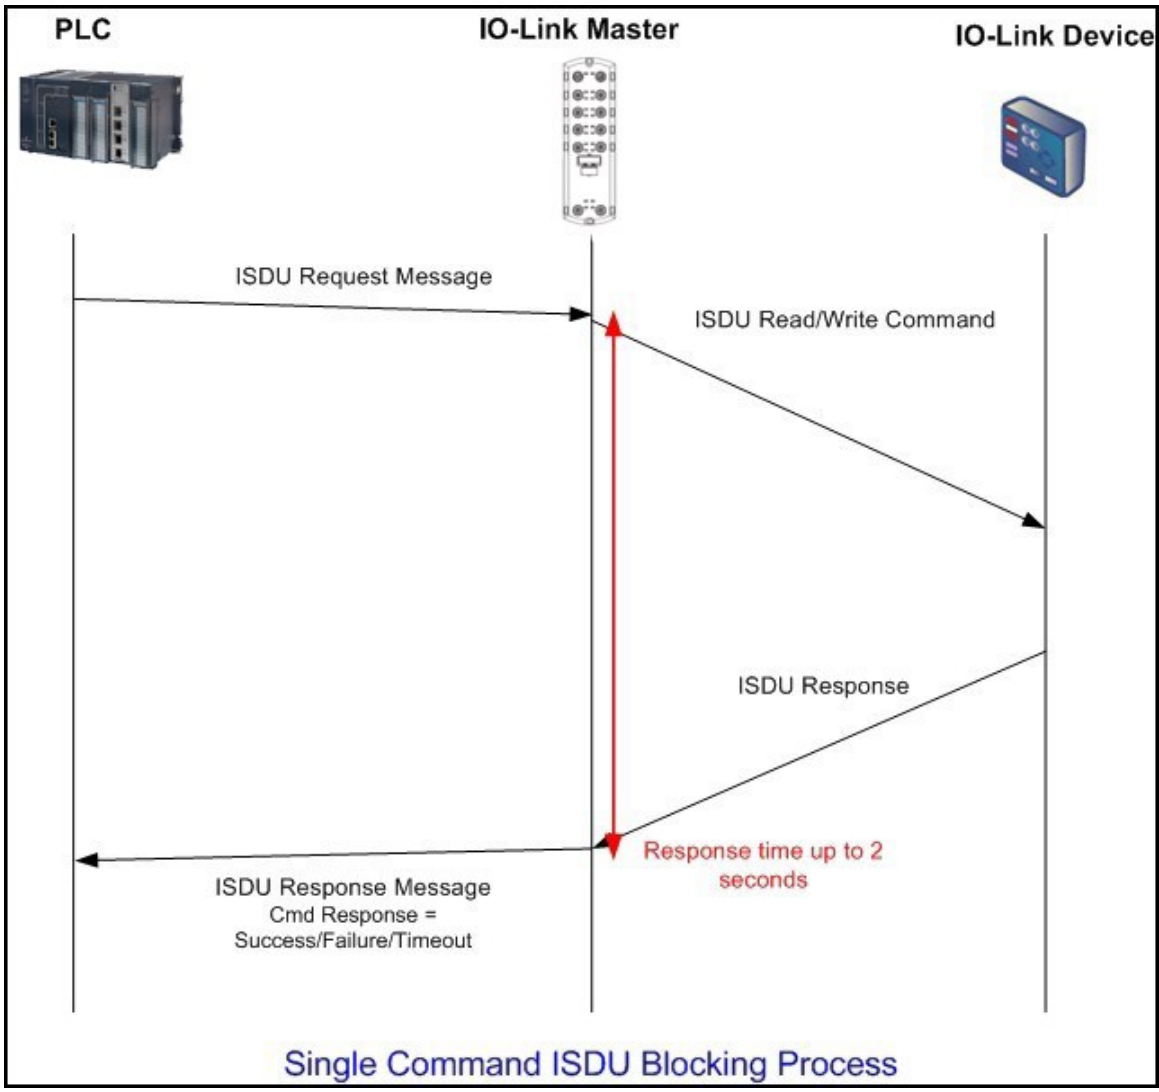 PLC
IO-Link Master
IO-Link Device
ISDU Request Message
ISDU Read/Write Command
ISDU Response
Response time up to 2
seconds
ISDU Response Message
Cmd Response =
Success/Failure/Timeout
Single Command ISDU Blocking Process